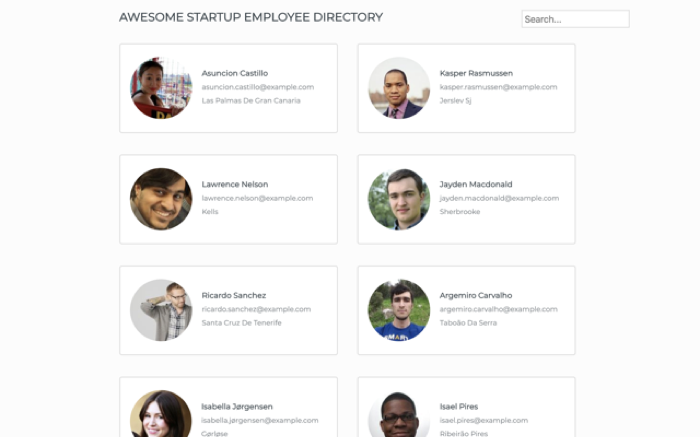 AWESOME STARTUP EMPLOYEE DIRECTORY
Search...
Asuncion Castillo
asuncion.castillo@example.com
Las Palmas De Gran Canaria
Kasper Rasmussen
kasper.rasmussen@example.com
Jerslev Sj
Lawrence Nelson
lawrence.nelson@example.com
Kells
Jayden Macdonald
jayden.macdonald@example.com
Sherbrooke
Ricardo Sanchez
ricardo.sanchez@example.com
Santa Cruz De Tenerife
Argemiro Carvalho
argemiro.carvalho@example.com
Taboão Da Serra
Isabella Jørgensen
isabella.jørgensen@example.com
Gørløse
Isael Pires
isael.pires@example.com
Ribeirão Pires